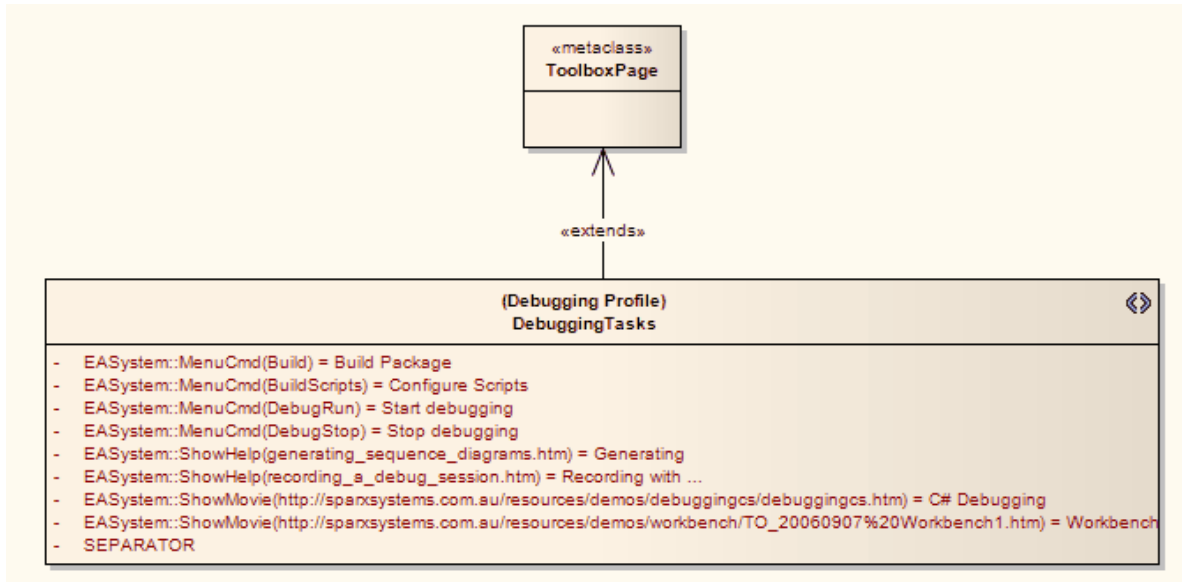 «metaclass»
ToolboxPage
«extends»
(Debugging Profile)
DebuggingTasks
- EASystem::MenuCmd(Build) = Build Package
- EASystem::MenuCmd(BuildScripts) = Configure Scripts
- EASystem::MenuCmd(DebugRun) = Start debugging
- EASystem::MenuCmd(DebugStop) = Stop debugging
- EASystem::ShowHelp(generating_sequence_diagrams.htm) = Generating
- EASystem::ShowHelp(recording_a_debug_session.htm) = Recording with ...
- EASystem::ShowMovie(http://sparxsystems.com.au/resources/demos/debuggingcs/debuggingcs.htm) = C# Debugging
- EASystem::ShowMovie(http://sparxsystems.com.au/resources/demos/workbench/TO_20060907%20Workbench1.htm) = Workbench
- SEPARATOR